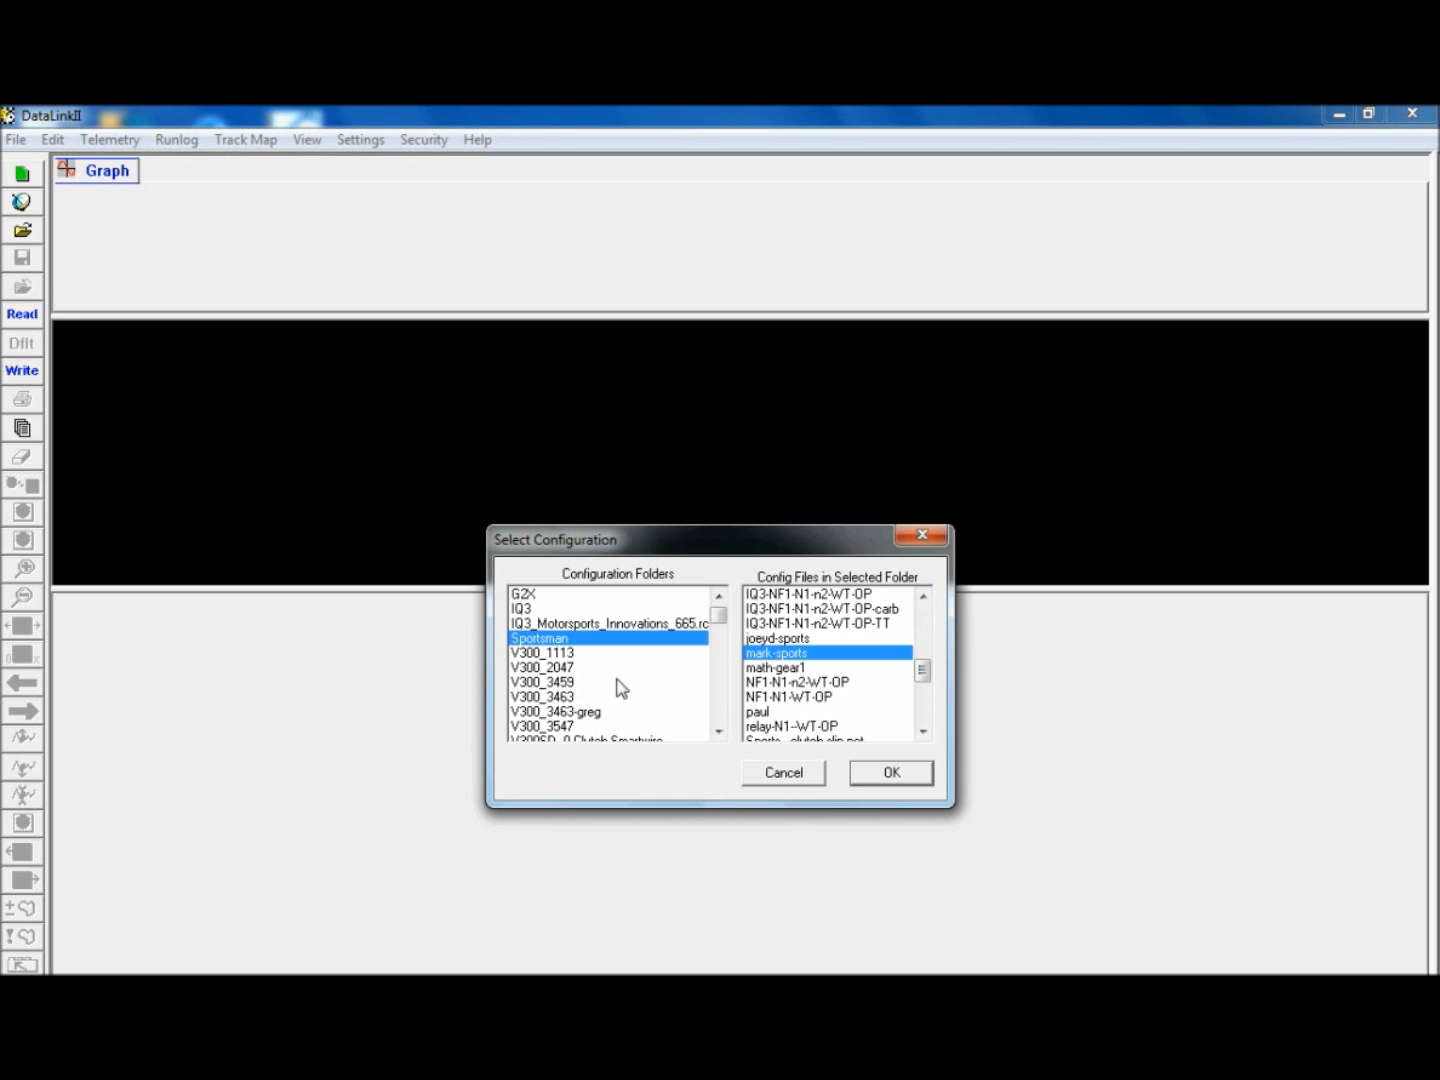 DataLinkII
File Edit Telemetry Runlog Track Map View Settings Security Help
Graph
Read
Dflt
Write
Select Configuration
Configuration Folders
G2X
IQ3
IQ3_Motorsports_Innovations_665.rc
Sportsman
V300_1113
V300_2047
V300_3459
V300_3463
V300_3463-greg
V300_3547
V300SD_0 Clutch Smartwire
Config Files in Selected Folder
IQ3-NF1-N1-n2-WT-OP
IQ3-NF1-N1-n2-WT-OP-carb
IQ3-NF1-N1-n2-WT-OP-TT
joeyd-sports
mark-sports
math-gear1
NF1-N1-n2-WT-OP
NF1-N1-WT-OP
paul
relay-N1--WT-OP
Cancel
OK